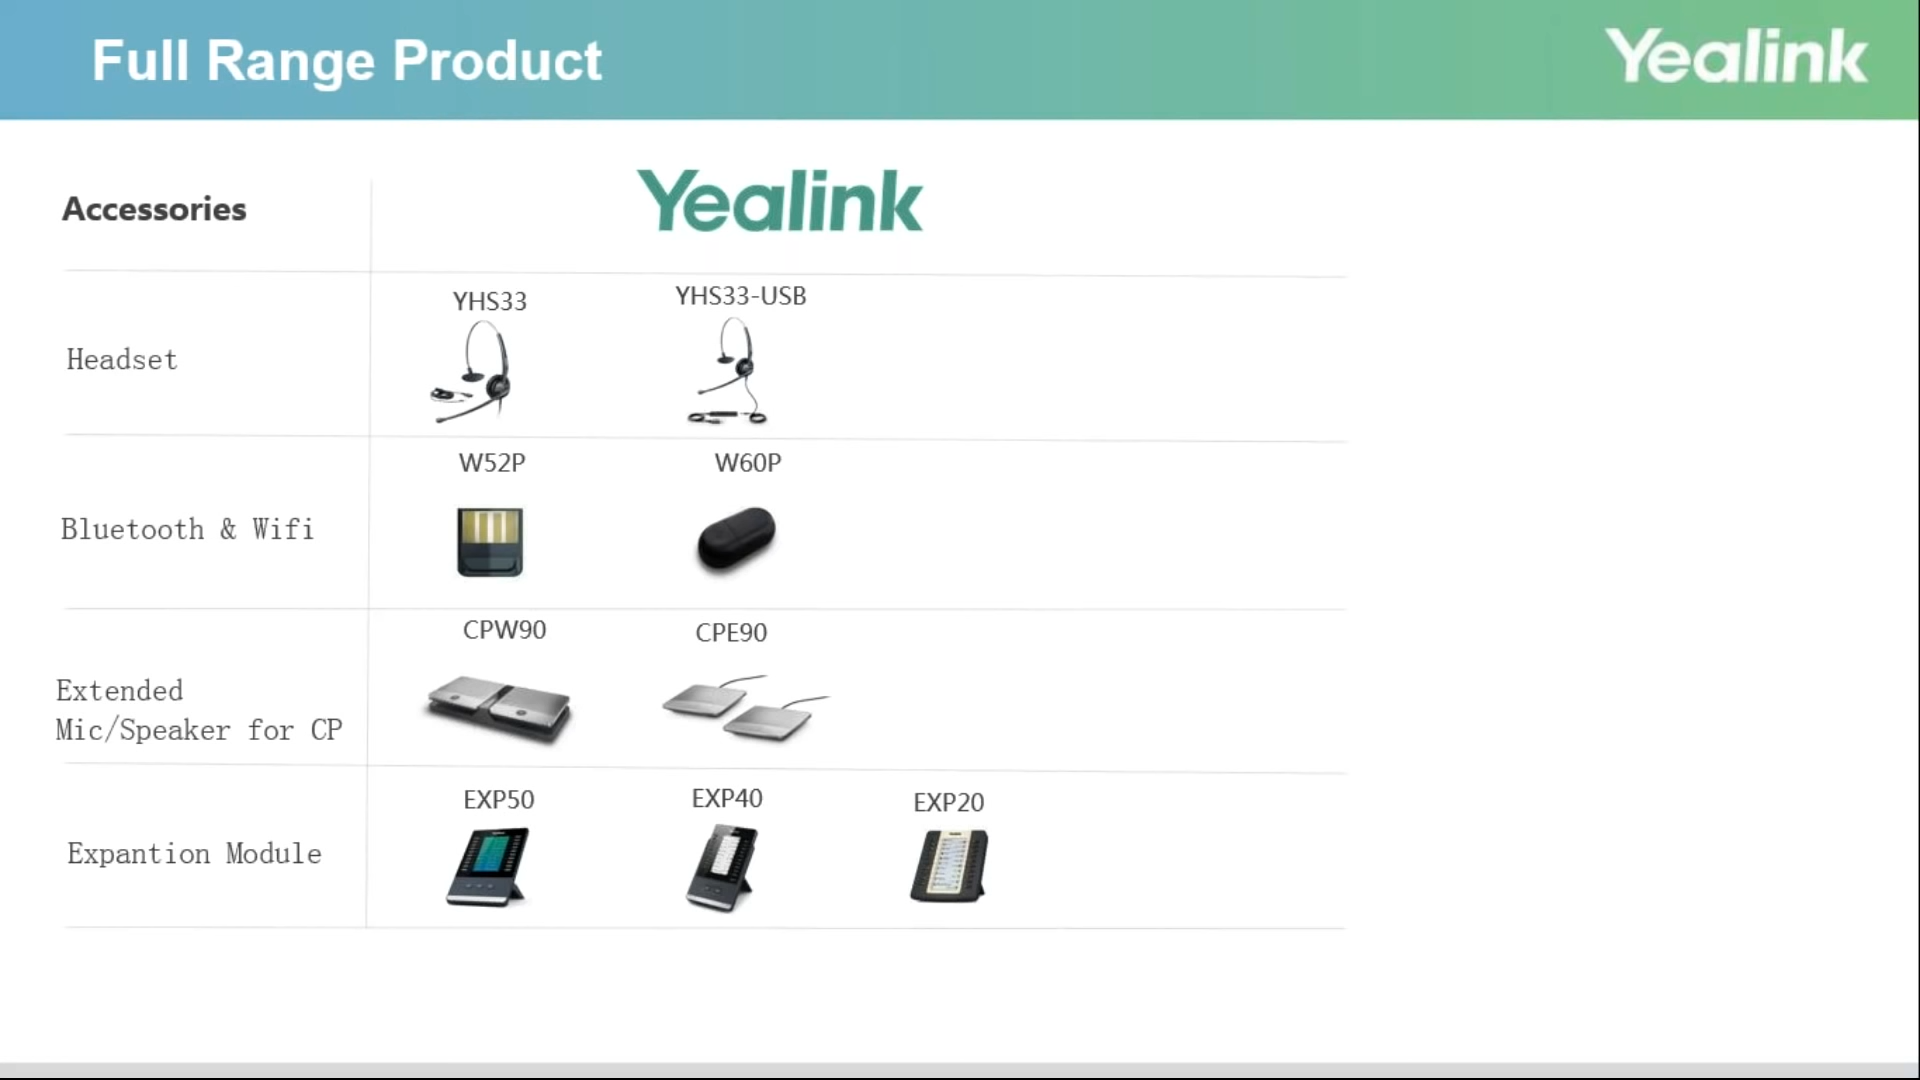 Full Range Product
Yealink
Accessories
Yealink
Headset
YHS33
YHS33-USB
Bluetooth & Wifi
W52P
W60P
Extended
Mic/Speaker for CP
CPW90
CPE90
Expantion Module
EXP50
EXP40
EXP20